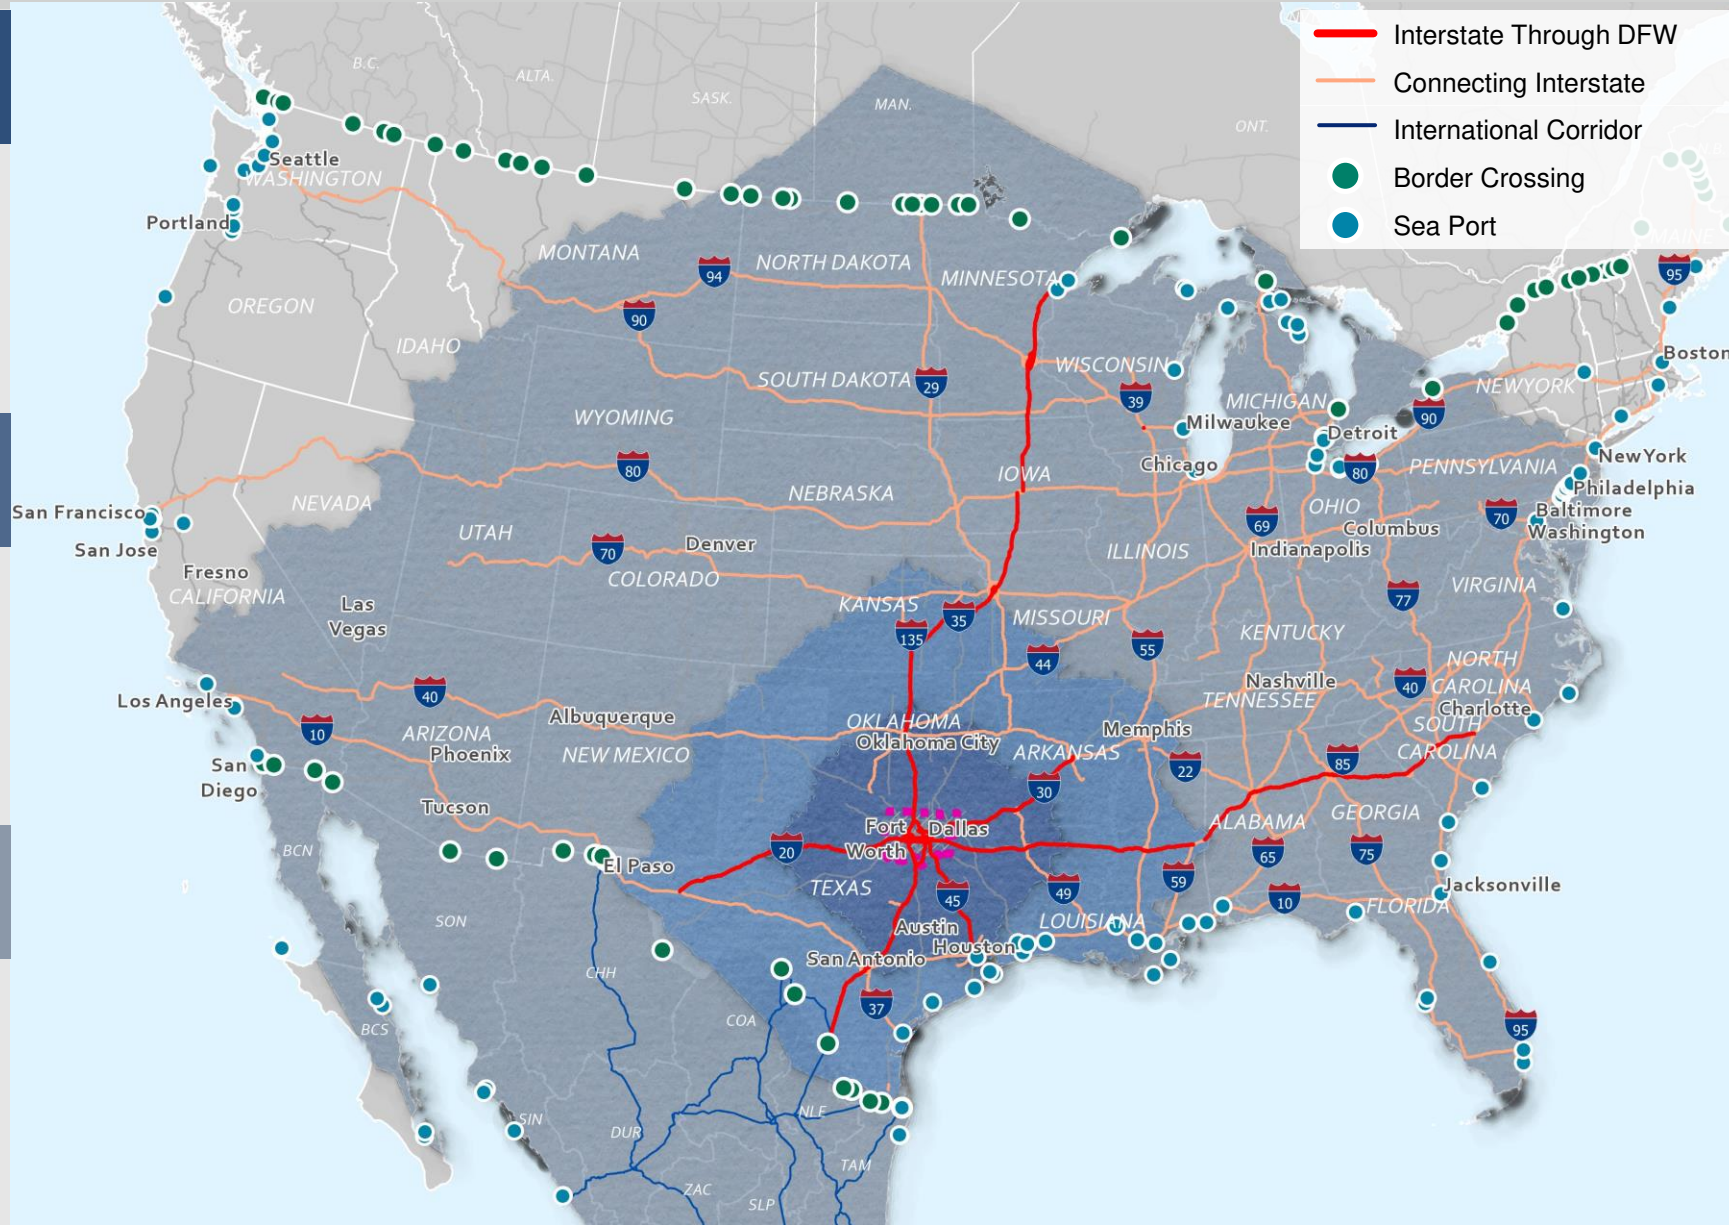 Interstate Through DFW
Connecting Interstate
International Corridor
Border Crossing
Sea Port
B.C.
ALTA.
SASK.
MAN.
ONT.
Seattle
WASHINGTON
Portland
MONTANA
NORTH DAKOTA
MINNESOTA
MAINE
94
95
90
OREGON
IDAHO
WISCONSIN
Boston
SOUTH DAKOTA
29
39
MICHIGAN
NEWYORK
WYOMING
Milwaukee
90
Detroit
Chicago
80
IOWA
80
PENNSYLVANIA
NewYork
NEBRASKA
Philadelphia
NEVADA
San Francisco
OHIO
Baltimore
69
Columbus
70
Washington
UTAH
San Jose
70
Denver
ILLINOIS
Indianapolis
Fresno
COLORADO
CALIFORNIA
VIRGINIA
77
Las
Vegas
KANSAS
35
MISSOURI
135
55
KENTUCKY
44
NORTH
CAROLINA
Los Angeles
40
Nashville
TENNESSEE
40
Charlotte
10
ARIZONA
Albuquerque
OKLAHOMA
Oklahoma City
Memphis
SOUTH
CAROLINA
Phoenix
NEW MEXICO
ARKANSAS
San
Diego
22
85
30
Tucson
Fort
Worth
Dallas
ALABAMA
GEORGIA
BCN
20
65
75
El Paso
TEXAS
45
49
59
10
Jacksonville
FLORIDA
SON
Austin
LOUISIANA
Houston
San Antonio
CHH
37
COA
BCS
95
SIN
NLE
DUR
TAM
ZAC
SLP